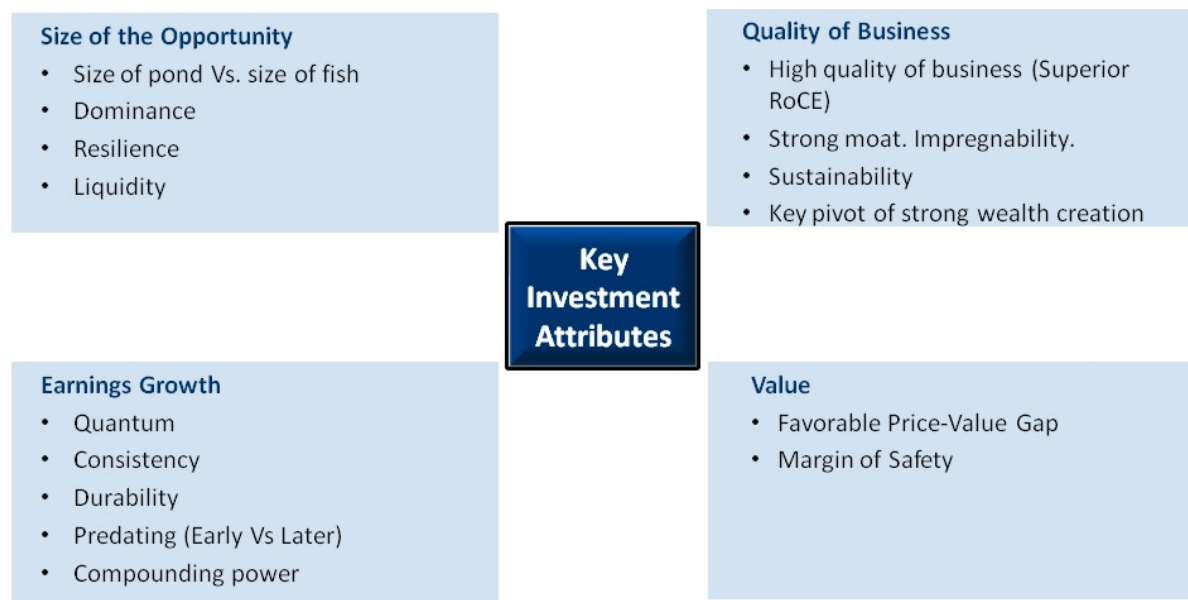 Size of the Opportunity
• Size of pond Vs. size of fish
• Dominance
• Resilience
• Liquidity
Quality of Business
• High quality of business (Superior
RoCE)
• Strong moat. Impregnability.
• Sustainability
• Key pivot of strong wealth creation
Key
Investment
Attributes
Earnings Growth
• Quantum
• Consistency
• Durability
• Predating (Early Vs Later)
• Compounding power
Value
• Favorable Price-Value Gap
• Margin of Safety